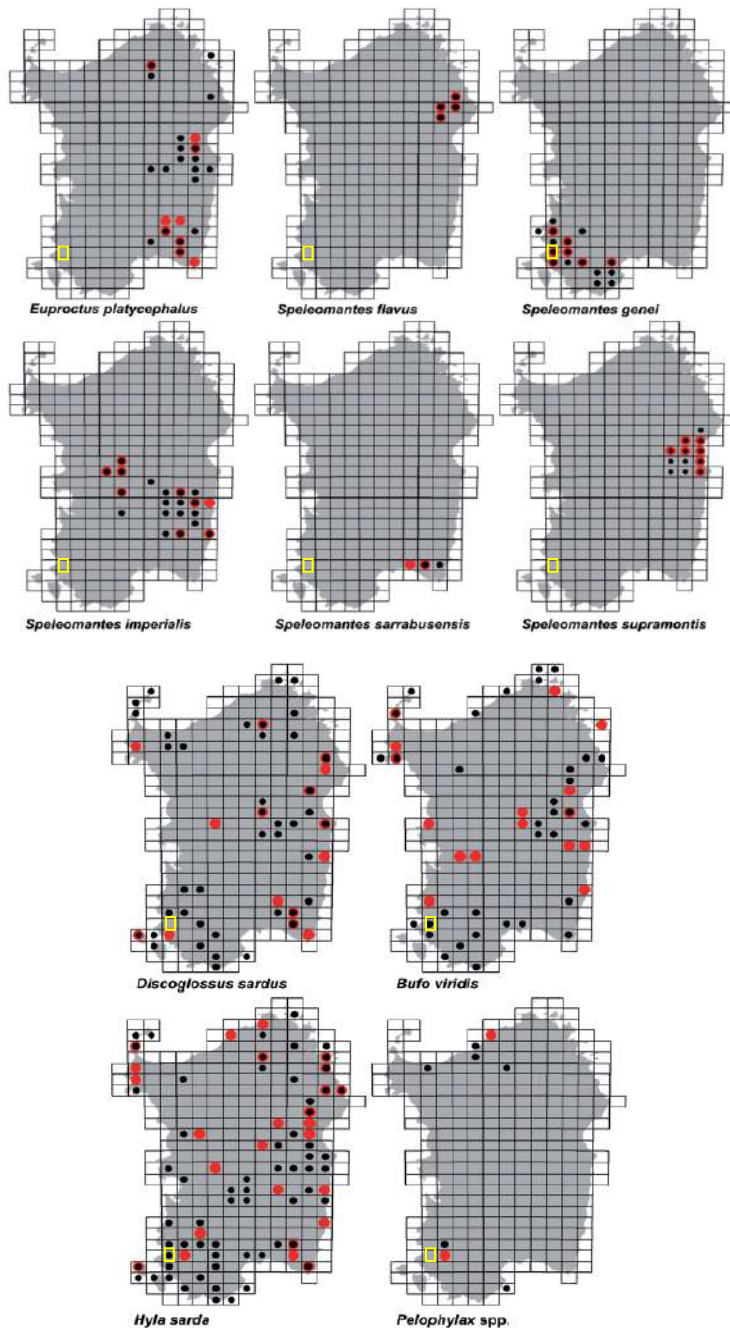 Euproctus platycephalus
Speleomantes flavus
Speleomantes genei
Speleomantes imperialis
Speleomantes sarrabusensis
Speleomantes supramontis
Discoglossus sardus
Bufo viridis
Hyla sarda
Pelophylax spp.